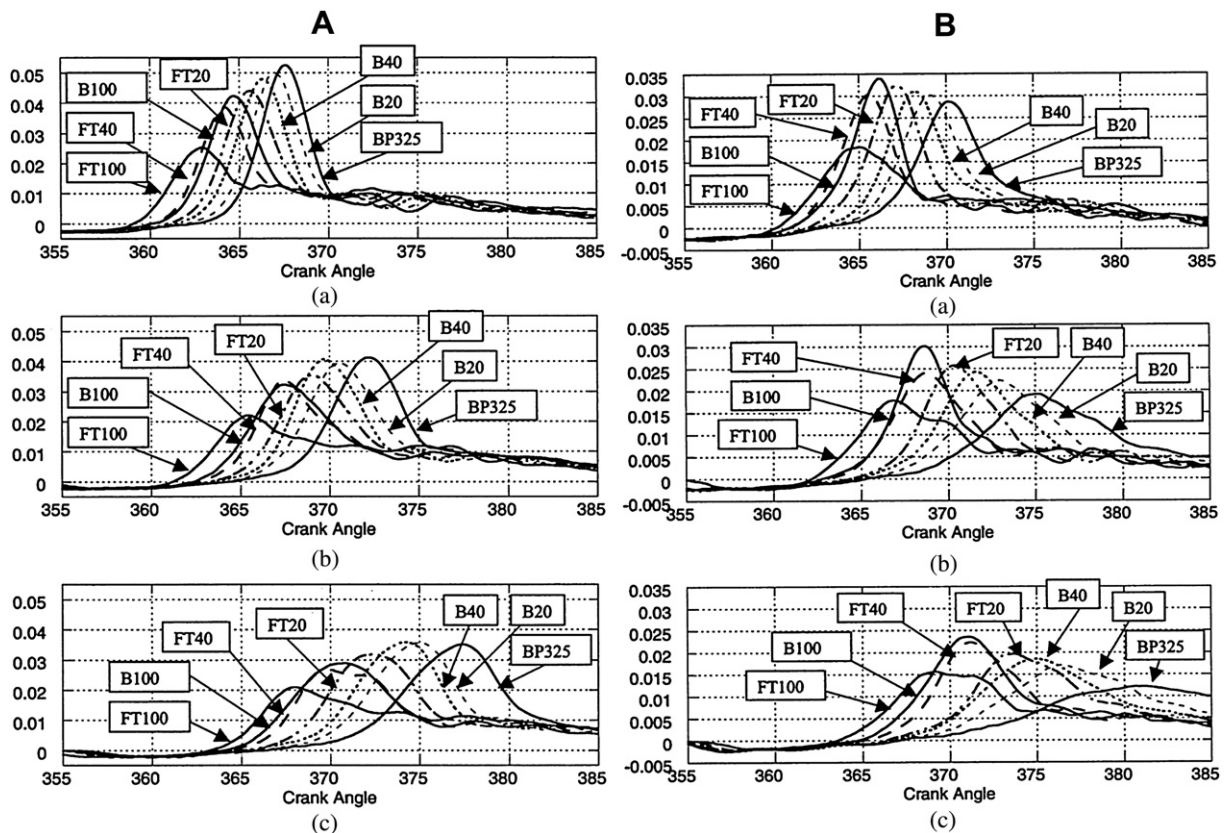 A
B
0.05
0.04
0.03
0.02
0.01
0
B100
FT40
FT100
FT20
B40
B20
BP325
355 360 365 370 375 380 385
Crank Angle
(a)
0.035
0.03
0.025
0.02
0.015
0.01
0.005
0
-0.005
FT40
FT20
B100
FT100
B40
B20
BP325
355 360 365 370 375 380 385
Crank Angle
(a)
0.05
0.04
0.03
0.02
0.01
0
FT40
FT20
B100
FT100
B40
B20
BP325
355 360 365 370 375 380 385
Crank Angle
(b)
0.035
0.03
0.025
0.02
0.015
0.01
0.005
0
-0.005
FT40
B100
FT100
FT20
B40
B20
BP325
355 360 365 370 375 380 385
Crank Angle
(b)
0.05
0.04
0.03
0.02
0.01
0
FT20
FT40
B100
FT100
B40
B20
BP325
355 360 365 370 375 380 385
Crank Angle
(c)
0.035
0.03
0.025
0.02
0.015
0.01
0.005
0
-0.005
FT40
FT20
B40
B20
B100
BP325
FT100
355 360 365 370 375 380 385
Crank Angle
(c)